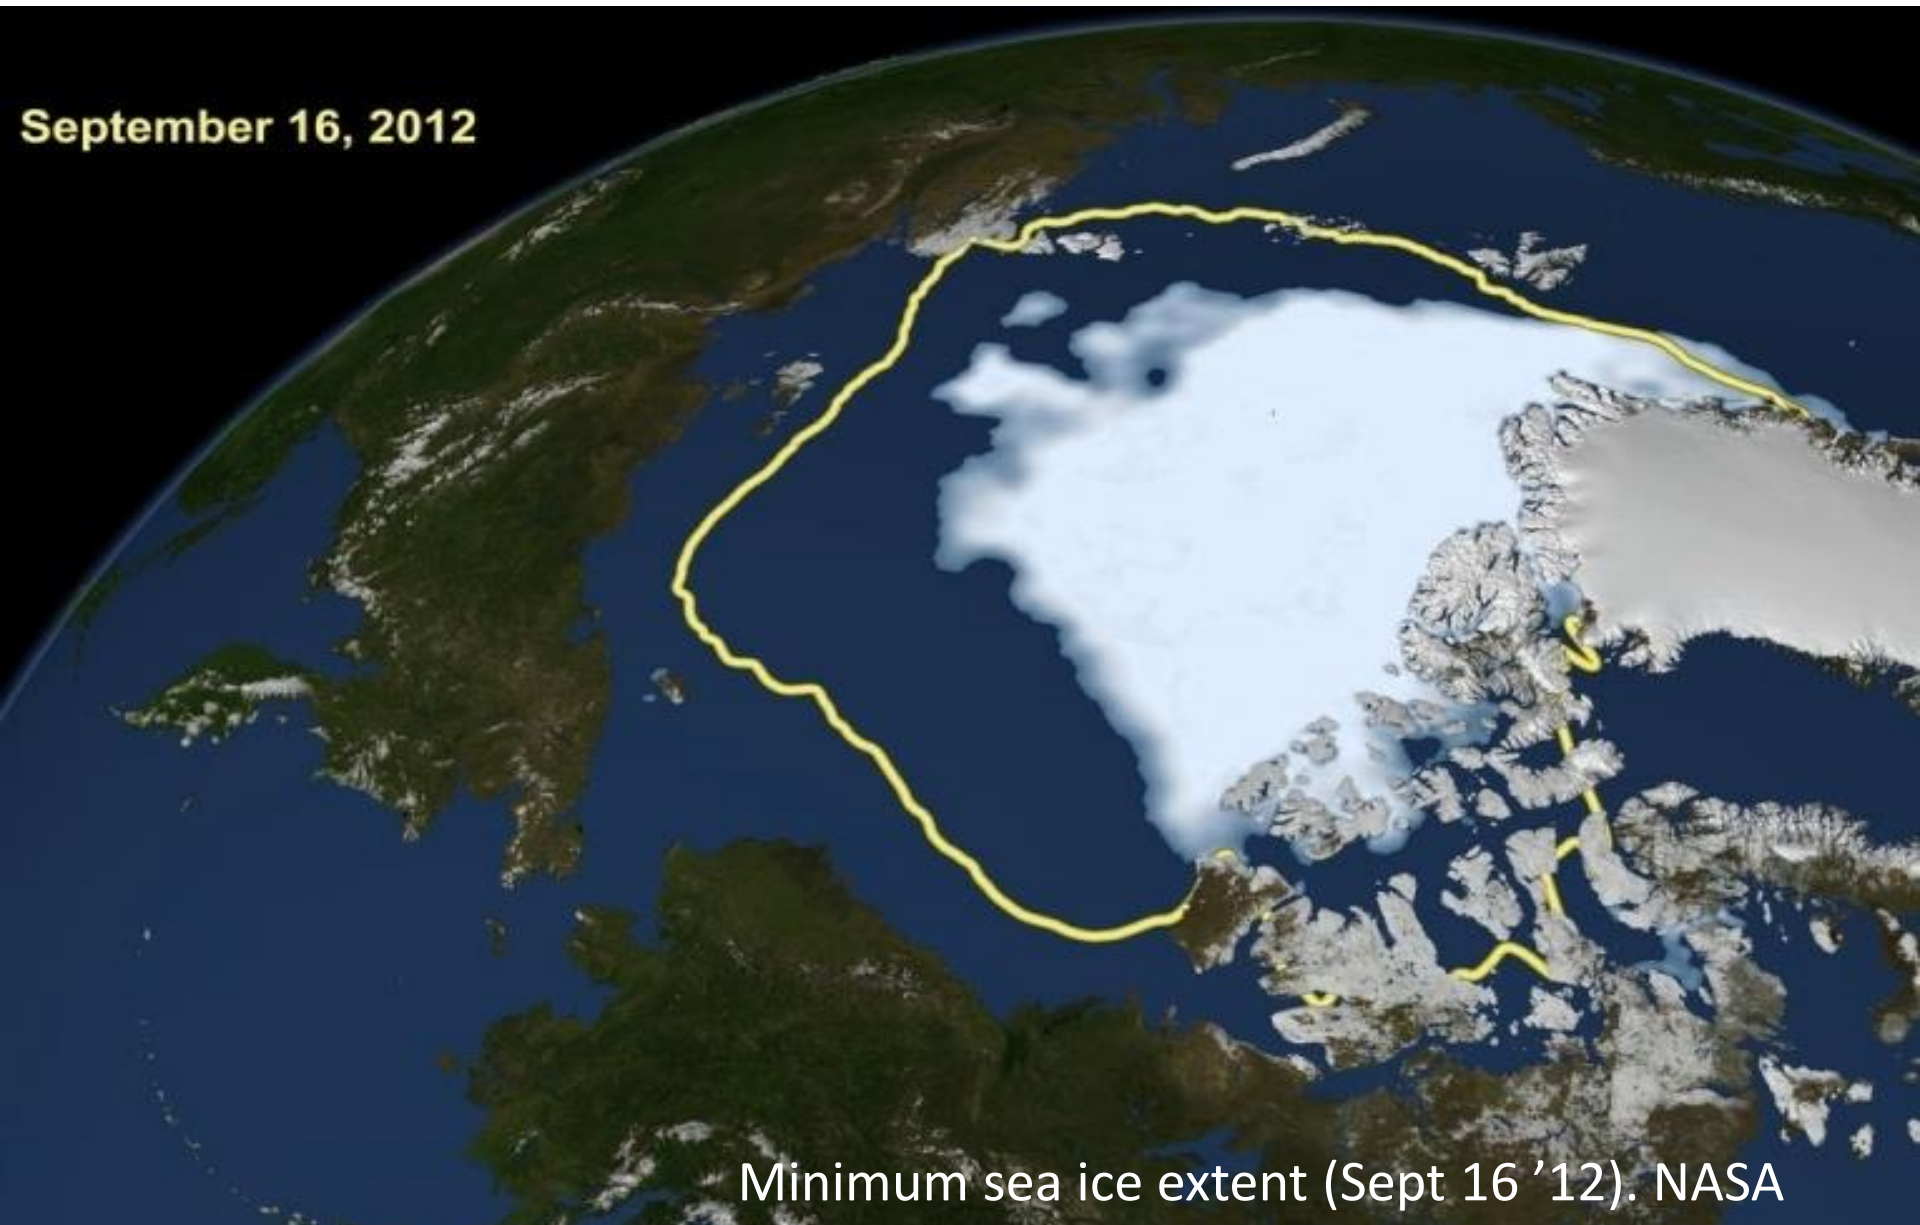 September 16, 2012
Minimum sea ice extent (Sept 16 ’12). NASA